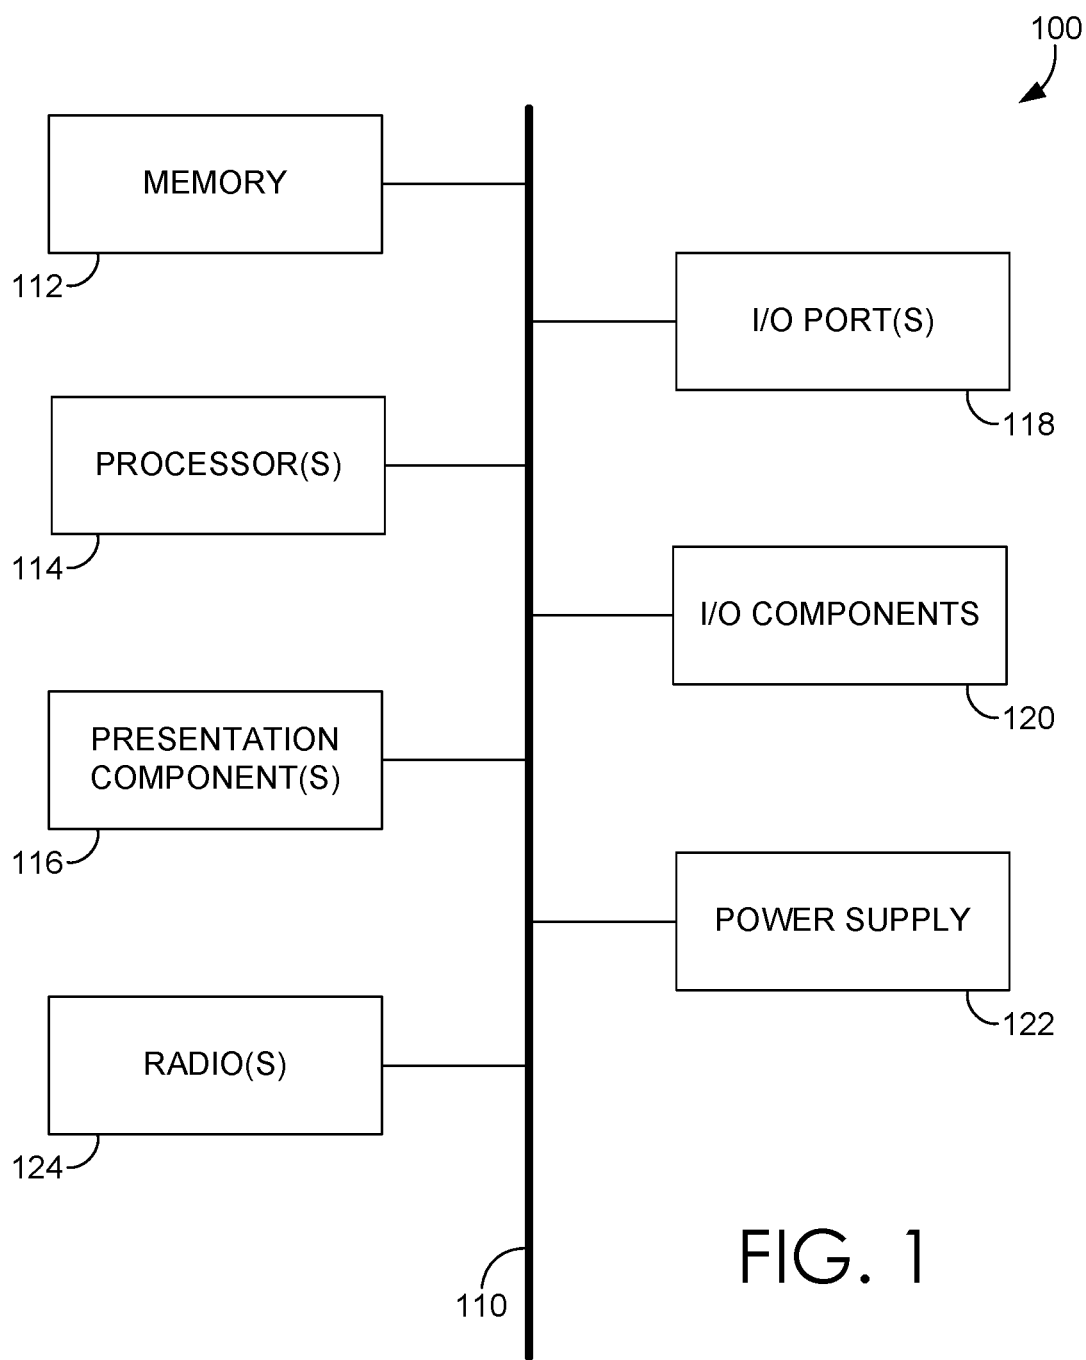 100
MEMORY
112
I/O PORT(S)
118
PROCESSOR(S)
114
I/O COMPONENTS
120
PRESENTATION
COMPONENT(S)
116
POWER SUPPLY
122
RADIO(S)
124
110
FIG. 1